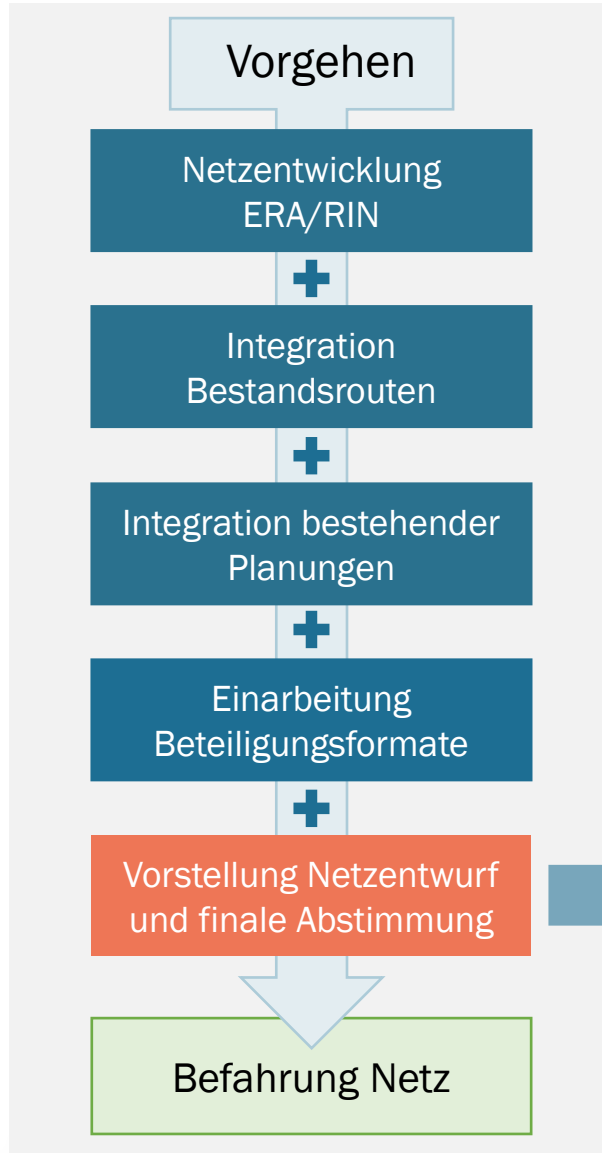 Vorgehen
Netzentwicklung
ERA/RIN
Integration
Bestandsrouten
Integration bestehender
Planungen
Einarbeitung
Beteiligungsformate
Vorstellung Netzentwurf
und finale Abstimmung
Befahrung Netz